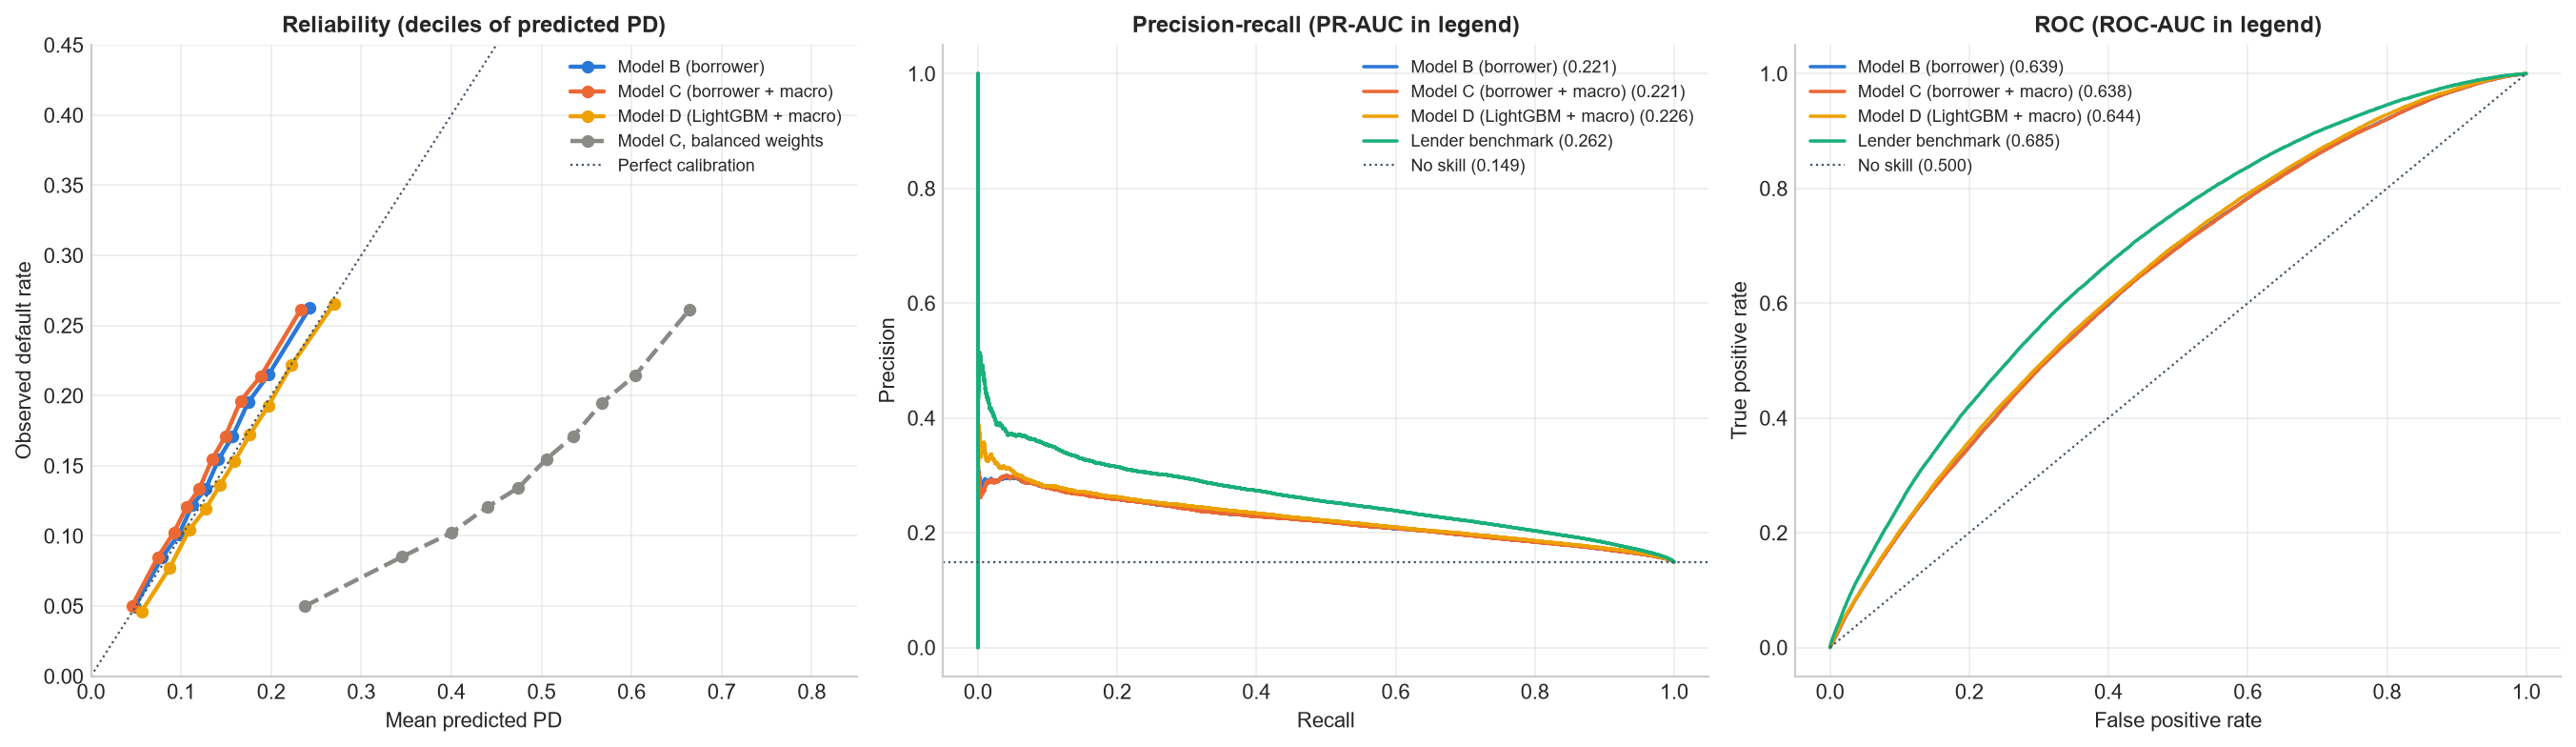 Reliability (deciles of predicted PD)
0.45
0.40
0.35
0.30
0.25
0.20
0.15
0.10
0.05
0.00
Observed default rate
Model B (borrower)
Model C (borrower + macro)
Model D (LightGBM + macro)
Model C, balanced weights
Perfect calibration
0.0 0.1 0.2 0.3 0.4 0.5 0.6 0.7 0.8
Mean predicted PD
Precision-recall (PR-AUC in legend)
1.0
0.8
0.6
0.4
0.2
0.0
Precision
Model B (borrower) (0.221)
Model C (borrower + macro) (0.221)
Model D (LightGBM + macro) (0.226)
Lender benchmark (0.262)
No skill (0.149)
0.0 0.2 0.4 0.6 0.8 1.0
Recall
ROC (ROC-AUC in legend)
1.0
0.8
0.6
0.4
0.2
0.0
True positive rate
Model B (borrower) (0.639)
Model C (borrower + macro) (0.638)
Model D (LightGBM + macro) (0.644)
Lender benchmark (0.685)
No skill (0.500)
0.0 0.2 0.4 0.6 0.8 1.0
False positive rate